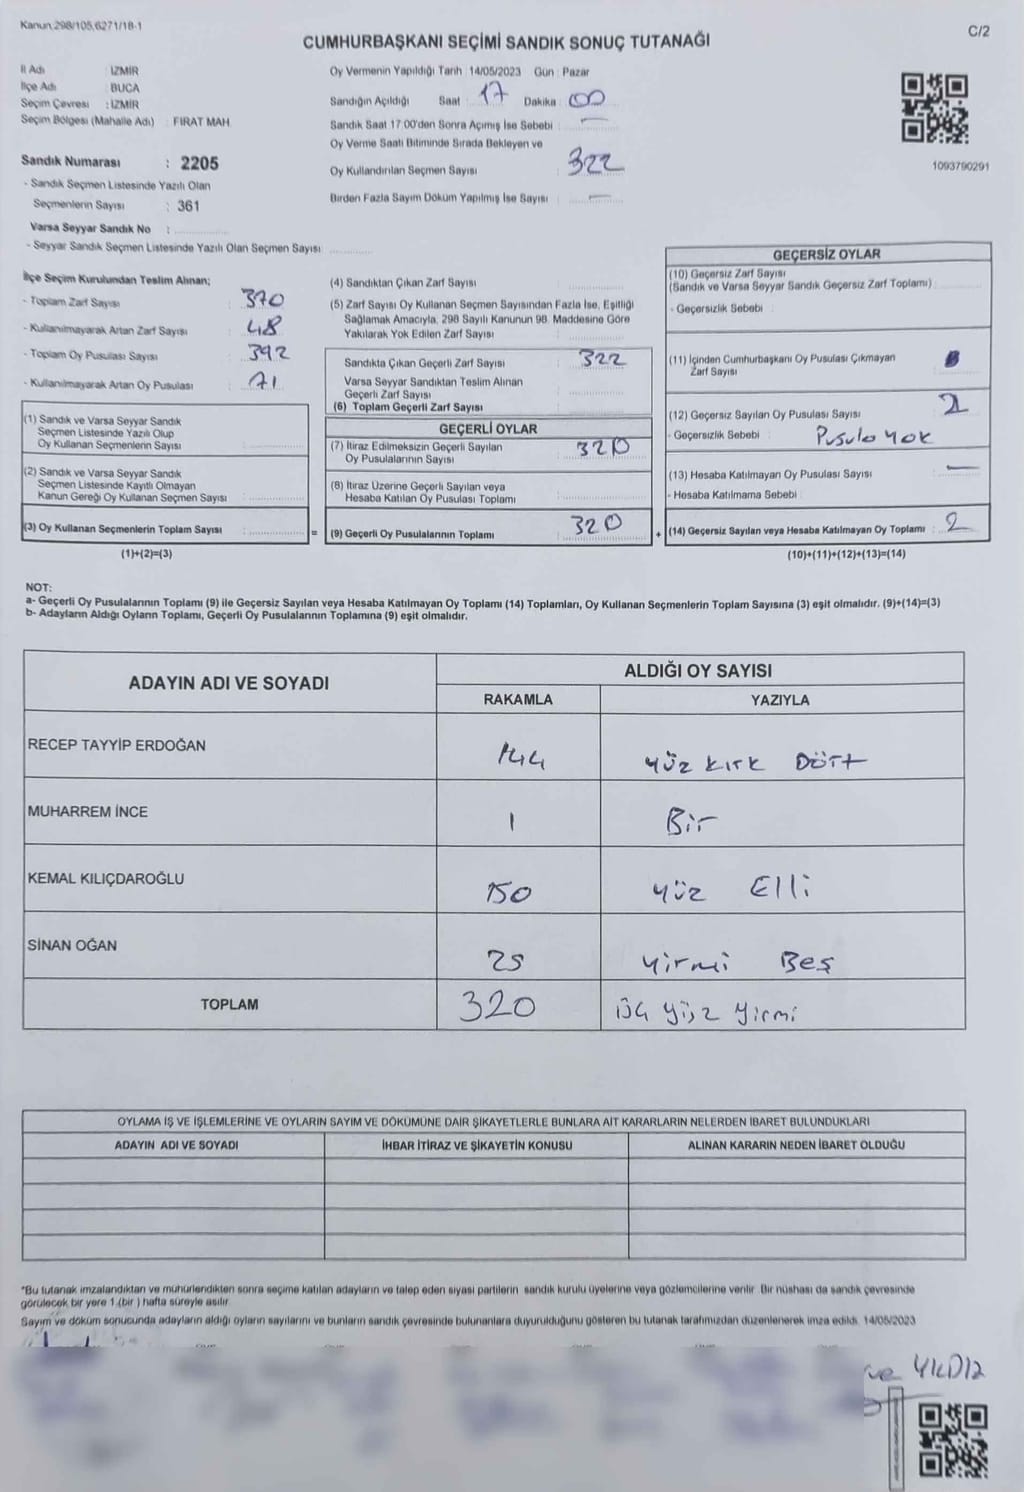 Kanun 298/105,6271/18-1
C/2
CUMHURBAŞKANI SEÇİMİ SANDIK SONUÇ TUTANAĞI
İl Adı : İZMİR
İlçe Adı : BUCA
Seçim Çevresi : İZMİR
Seçim Bölgesi (Mahalle Adı) : FIRAT MAH.
Oy Vermenin Yapıldığı Tarih : 14/05/2023 Gün : Pazar
Sandığın Açıldığı Saat : 17 Dakika : 00
Sandık Saat 17:00'den Sonra Açımış İse Sebebi : —
Oy Verme Saati Bitiminde Sırada Bekleyen ve
Oy Kullandırılan Seçmen Sayısı : 322
Birden Fazla Sayım Döküm Yapılmış İse Sayısı : —
1093790291
Sandık Numarası : 2205
- Sandık Seçmen Listesinde Yazılı Olan
Seçmenlerin Sayısı : 361
Varsa Seyyar Sandık No :
- Seyyar Sandık Seçmen Listesinde Yazılı Olan Seçmen Sayısı :
İlçe Seçim Kurulundan Teslim Alınan;
- Toplam Zarf Sayısı : 370
- Kullanılmayarak Artan Zarf Sayısı : 48
- Toplam Oy Pusulası Sayısı : 392
- Kullanılmayarak Artan Oy Pusulası : 71
(1) Sandık ve Varsa Seyyar Sandık
Seçmen Listesinde Yazılı Olup
Oy Kullanan Seçmenlerin Sayısı :
(2) Sandık ve Varsa Seyyar Sandık
Seçmen Listesinde Kayıtlı Olmayan
Kanun Gereği Oy Kullanan Seçmen Sayısı :
(3) Oy Kullanan Seçmenlerin Toplam Sayısı : =
(1)+(2)=(3)
(4) Sandıktan Çıkan Zarf Sayısı :
(5) Zarf Sayısı Oy Kullanan Seçmen Sayısından Fazla İse, Eşitliği
Sağlamak Amacıyla, 298 Sayılı Kanunun 98. Maddesine Göre
Yakılarak Yok Edilen Zarf Sayısı :
Sandıkta Çıkan Geçerli Zarf Sayısı : 322
Varsa Seyyar Sandıktan Teslim Alınan
Geçerli Zarf Sayısı :
(6) Toplam Geçerli Zarf Sayısı :
GEÇERLİ OYLAR
(7) İtiraz Edilmeksizin Geçerli Sayılan
Oy Pusulalarının Sayısı : 320
(8) İtiraz Üzerine Geçerli Sayılan veya
Hesaba Katılan Oy Pusulası Toplamı :
(9) Geçerli Oy Pusulalarının Toplamı : 320 +
GEÇERSİZ OYLAR
(10) Geçersiz Zarf Sayısı
(Sandık ve Varsa Seyyar Sandık Geçersiz Zarf Toplamı) :
- Geçersizlik Sebebi :
(11) İçinden Cumhurbaşkanı Oy Pusulası Çıkmayan
Zarf Sayısı :
(12) Geçersiz Sayılan Oy Pusulası Sayısı : 2
- Geçersizlik Sebebi : Pusula yok
(13) Hesaba Katılmayan Oy Pusulası Sayısı : —
- Hesaba Katılmama Sebebi :
(14) Geçersiz Sayılan veya Hesaba Katılmayan Oy Toplamı : 2
(10)+(11)+(12)+(13)=(14)
NOT:
a- Geçerli Oy Pusulalarının Toplamı (9) ile Geçersiz Sayılan veya Hesaba Katılmayan Oy Toplamı (14) Toplamları, Oy Kullanan Seçmenlerin Toplam Sayısına (3) eşit olmalıdır. (9)+(14)=(3)
b- Adayların Aldığı Oyların Toplamı, Geçerli Oy Pusulalarının Toplamına (9) eşit olmalıdır.
ADAYIN ADI VE SOYADI
ALDIĞI OY SAYISI
RAKAMLA YAZIYLA
RECEP TAYYİP ERDOĞAN 144 yüz kırk Dört
MUHARREM İNCE 1 Bir
KEMAL KILIÇDAROĞLU 150 yüz Elli
SİNAN OĞAN 25 yirmi Beş
TOPLAM 320 üç yüz yirmi
OYLAMA İŞ VE İŞLEMLERİNE VE OYLARIN SAYIM VE DÖKÜMÜNE DAİR ŞİKAYETLERLE BUNLARA AİT KARARLARIN NELERDEN İBARET BULUNDUKLARI
ADAYIN ADI VE SOYADI İHBAR İTİRAZ VE ŞİKAYETİN KONUSU ALINAN KARARIN NEDEN İBARET OLDUĞU
*Bu tutanak imzalandıktan ve mühürlendikten sonra seçime katılan adayların ve talep eden siyasi partilerin sandık kurulu üyelerine veya gözlemcilerine verilir. Bir nüshası da sandık çevresinde
görülecek bir yere 1 (bir ) hafta süreyle asılır.
Sayım ve döküm sonucunda adayların aldığı oyların sayılarını ve bunların sandık çevresinde bulunanlara duyurulduğunu gösteren bu tutanak tarafımızdan düzenlenerek imza edildi. 14/05/2023
YILDIZ